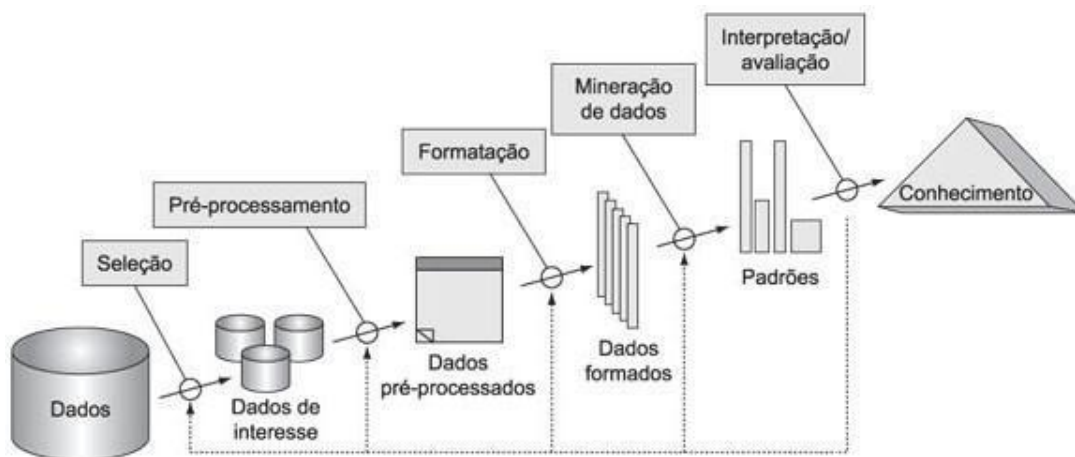 Interpretação/
avaliação
Mineração
de dados
Formatação
Pré-processamento
Seleção
Conhecimento
Padrões
Dados
formados
Dados
pré-processados
Dados de
interesse
Dados